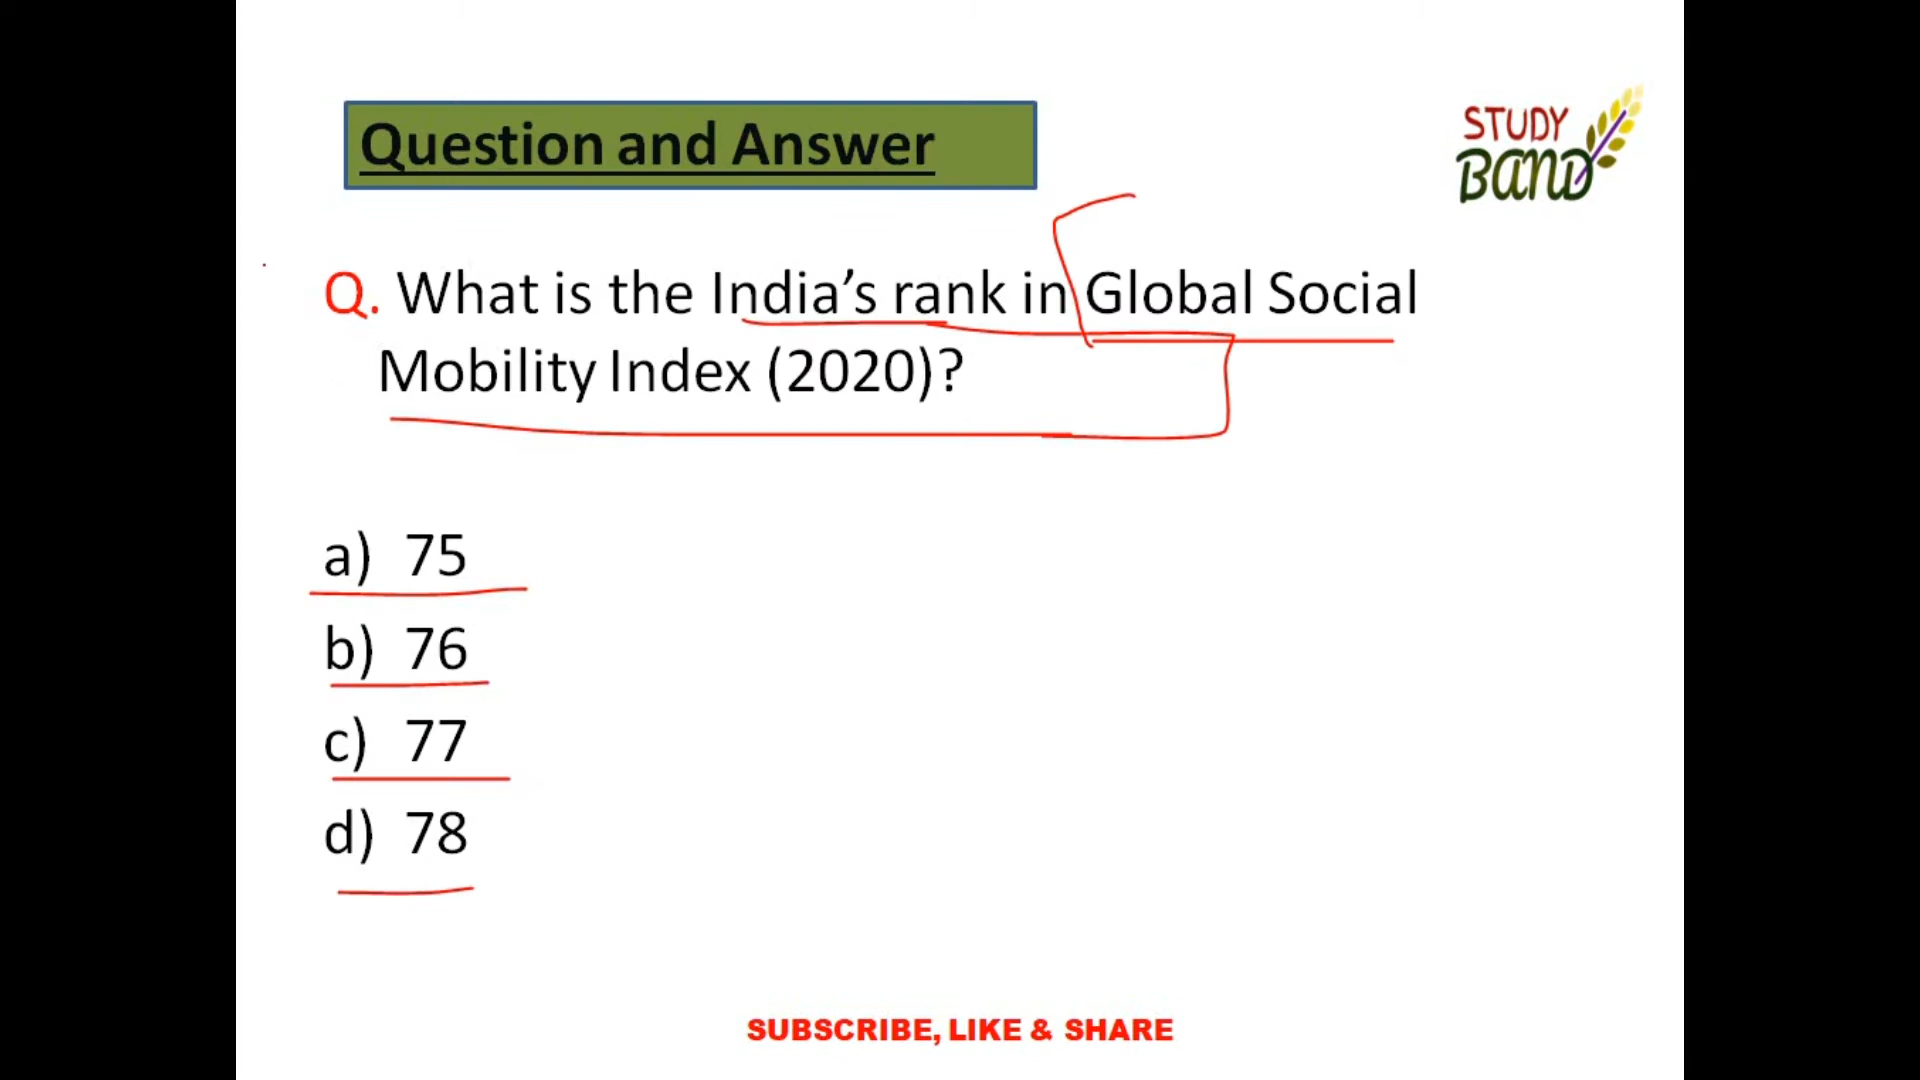 Question and Answer
STUDY
BAND
Q. What is the India’s rank in Global Social
Mobility Index (2020)?
a) 75
b) 76
c) 77
d) 78
SUBSCRIBE, LIKE & SHARE